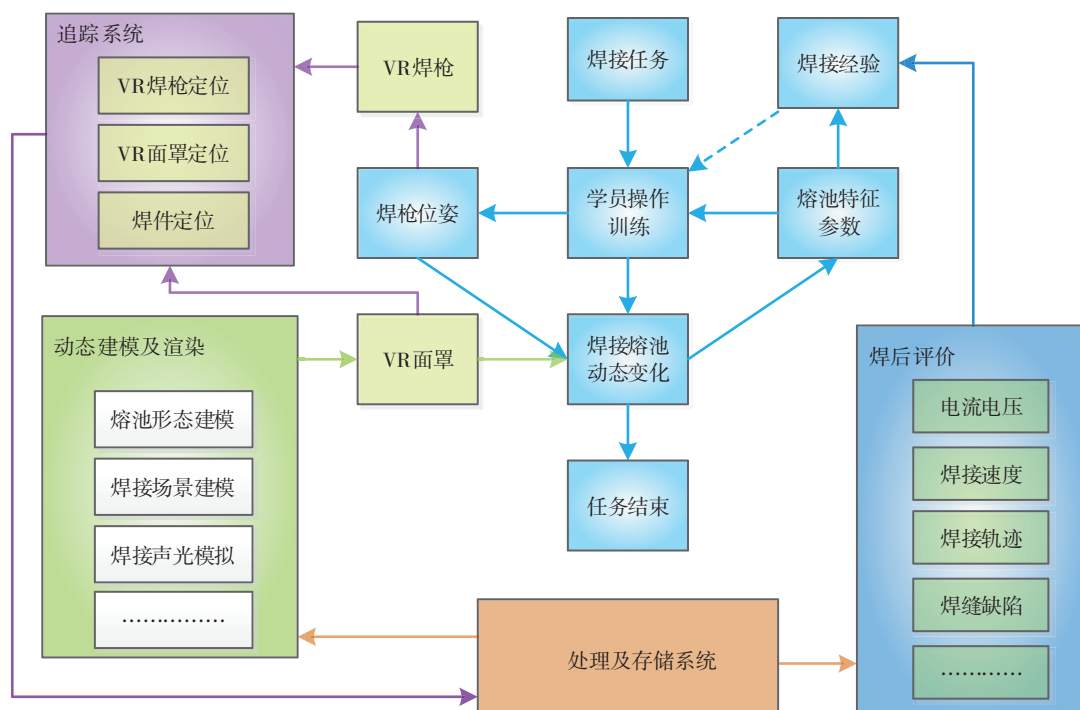 追踪系统
VR焊枪定位
VR面罩定位
焊件定位
VR焊枪
焊接任务
焊接经验
焊枪位姿
学员操作
训练
熔池特征
参数
动态建模及渲染
熔池形态建模
焊接场景建模
焊接声光模拟
……………
VR面罩
焊接熔池
动态变化
任务结束
焊后评价
电流电压
焊接速度
焊接轨迹
焊缝缺陷
…………
处理及存储系统